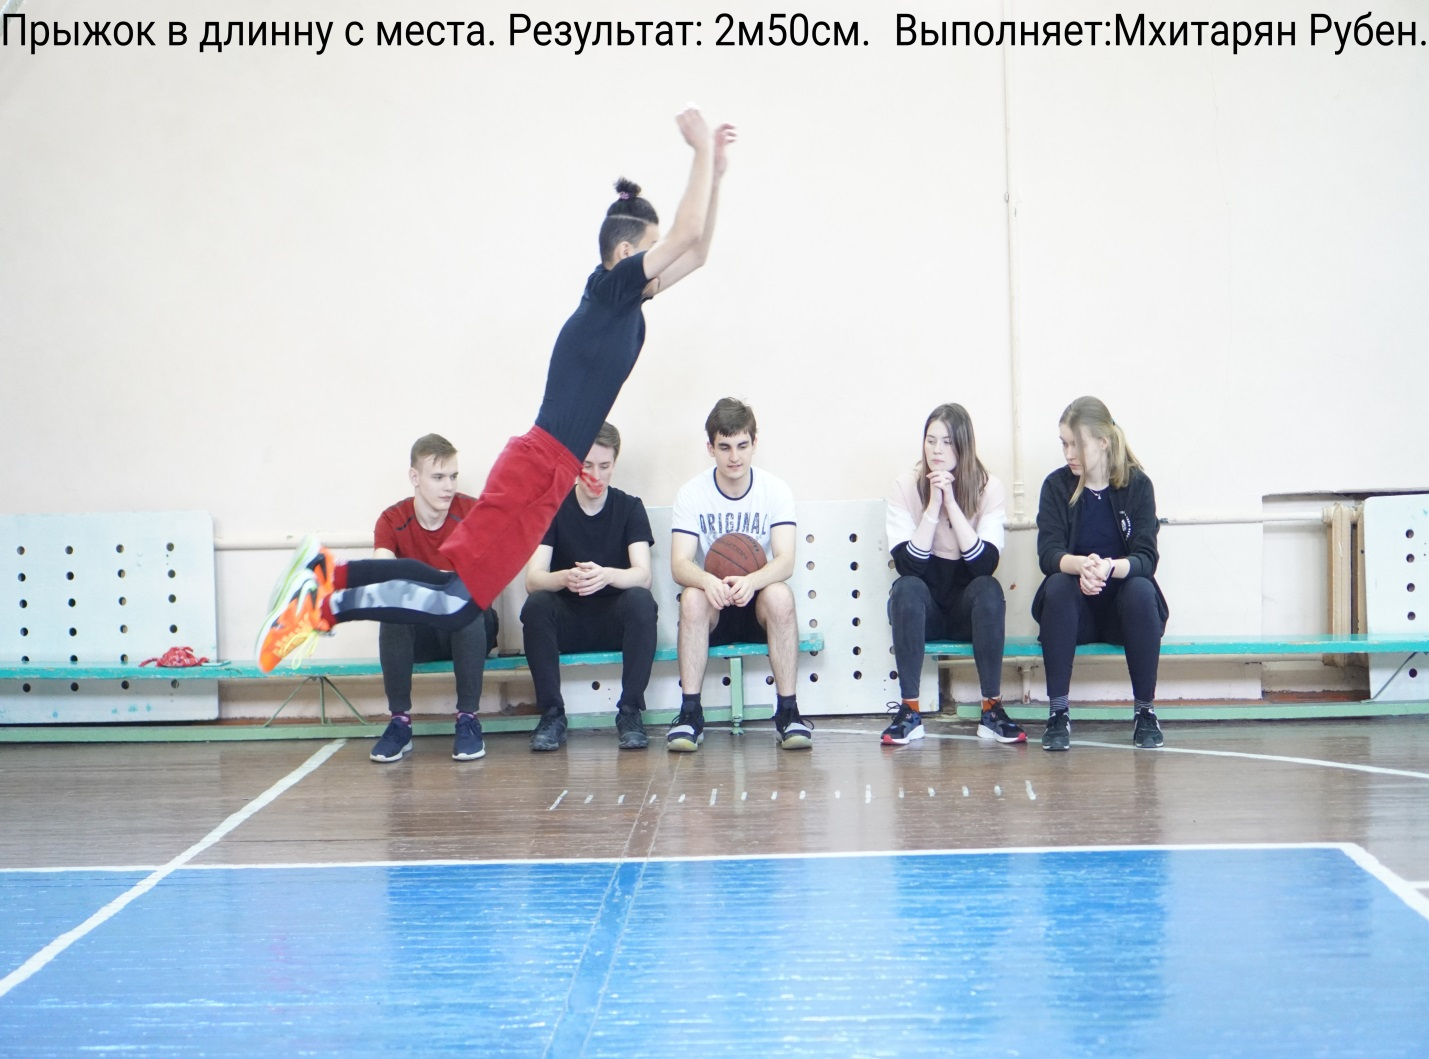 Прыжок в длинну с места. Результат: 2м50см. Выполняет:Мхитарян Рубен.
ORIGINAL